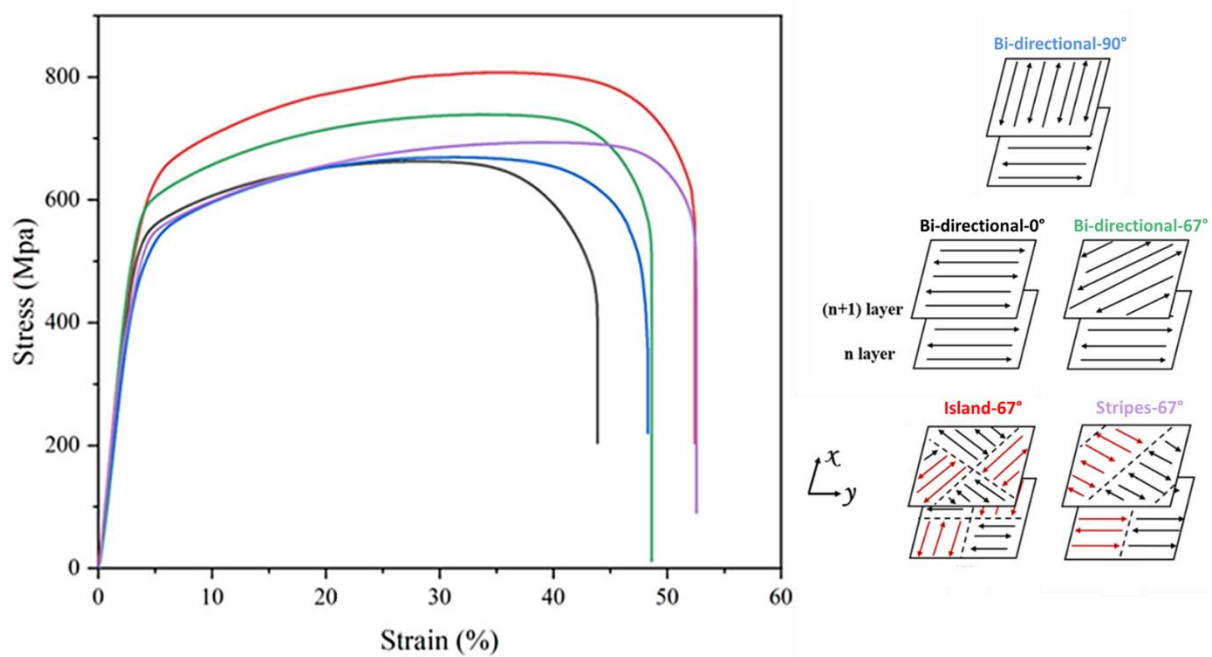 Stress (Mpa)
800
600
400
200
0
0 10 20 30 40 50 60
Strain (%)
Bi-directional-90°
Bi-directional-0° Bi-directional-67°
(n+1) layer
n layer
Island-67° Stripes-67°
x
y